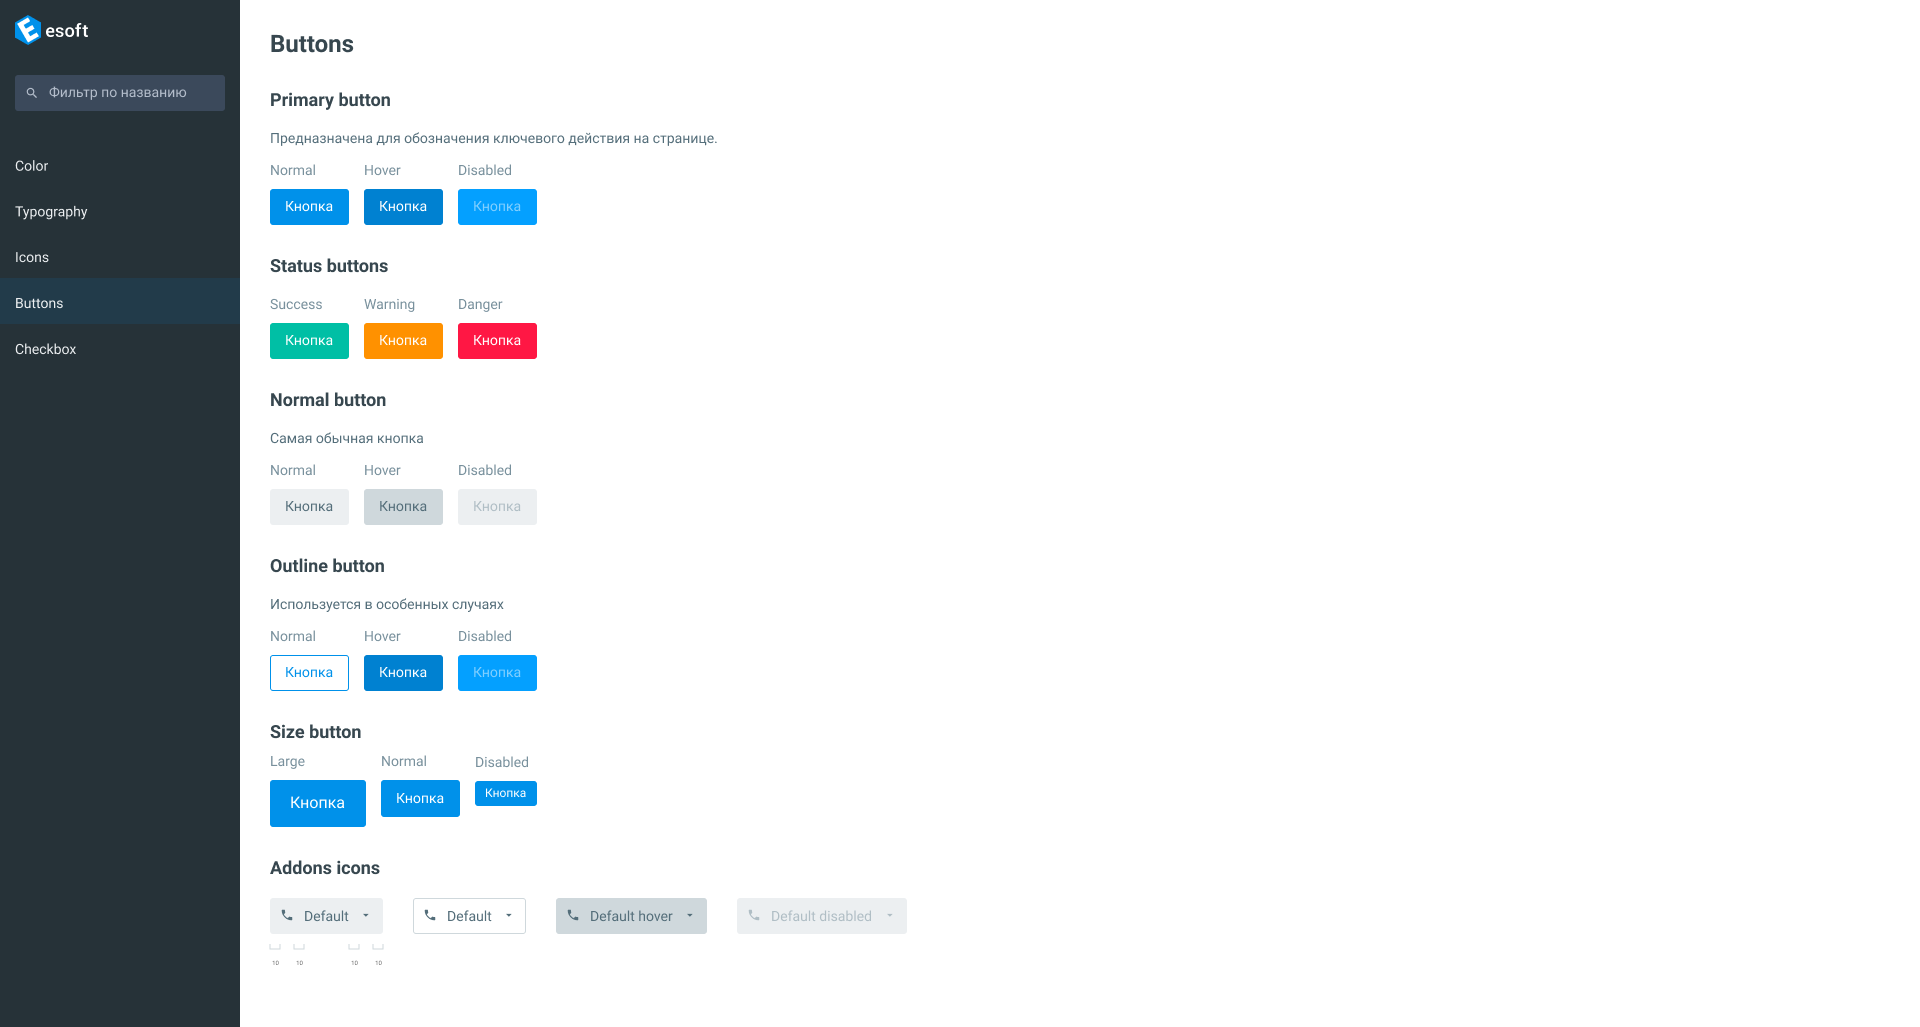 esoft
Фильтр по названию
Color
Typography
Icons
Buttons
Checkbox
Buttons
Primary button
Предназначена для обозначения ключевого действия на странице.
Normal Hover Disabled
Кнопка Кнопка Кнопка
Status buttons
Success Warning Danger
Кнопка Кнопка Кнопка
Normal button
Самая обычная кнопка
Normal Hover Disabled
Кнопка Кнопка Кнопка
Outline button
Используется в особенных случаях
Normal Hover Disabled
Кнопка Кнопка Кнопка
Size button
Large Normal Disabled
Кнопка Кнопка Кнопка
Addons icons
Default Default Default hover Default disabled
10 10 10 10